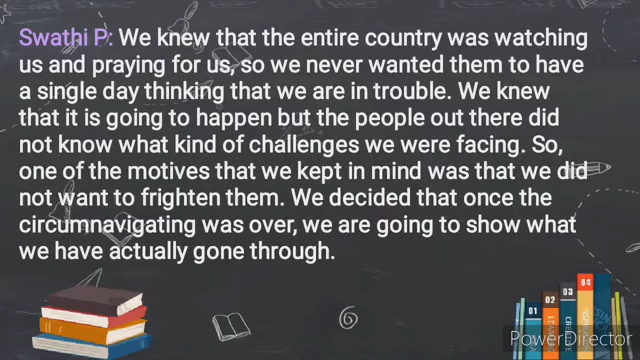 Swathi P: We knew that the entire country was watching
us and praying for us, so we never wanted them to have
a single day thinking that we are in trouble. We knew
that it is going to happen but the people out there did
not know what kind of challenges we were facing. So,
one of the motives that we kept in mind was that we did
not want to frighten them. We decided that once the
circumnavigating was over, we are going to show what
we have actually gone through.
01
02
03
04
PowerDirector